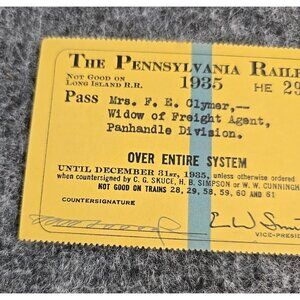 THE PENNSYLVANIA RAILR
NOT GOOD ON
LONG ISLAND R.R.
1935
HE 29
Pass Mrs. F. E. Clymer,--
Widow of Freight Agent,
Panhandle Division.
OVER ENTIRE SYSTEM
UNTIL DECEMBER 31ST, 1935, unless otherwise ordered
when countersigned by C. G. SKUCE, H. B. SIMPSON or W. W. CUNNINGH
NOT GOOD ON TRAINS 28, 29, 58, 59, 60 AND 61
COUNTERSIGNATURE
VICE-PRESID